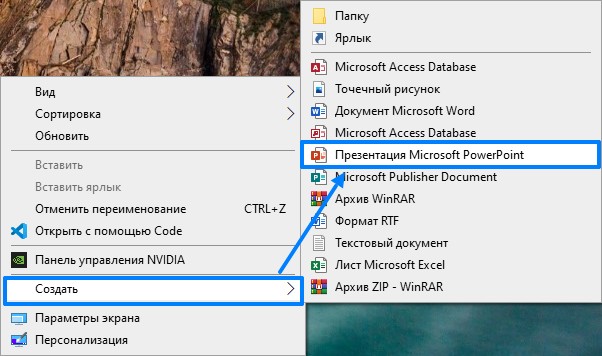 Вид
Сортировка
Обновить
Вставить
Вставить ярлык
Отменить переименование CTRL+Z
Открыть с помощью Code
Панель управления NVIDIA
Создать
Параметры экрана
Персонализация
Папку
Ярлык
Microsoft Access Database
Точечный рисунок
Документ Microsoft Word
Microsoft Access Database
Презентация Microsoft PowerPoint
Microsoft Publisher Document
Архив WinRAR
Формат RTF
Текстовый документ
Лист Microsoft Excel
Архив ZIP - WinRAR